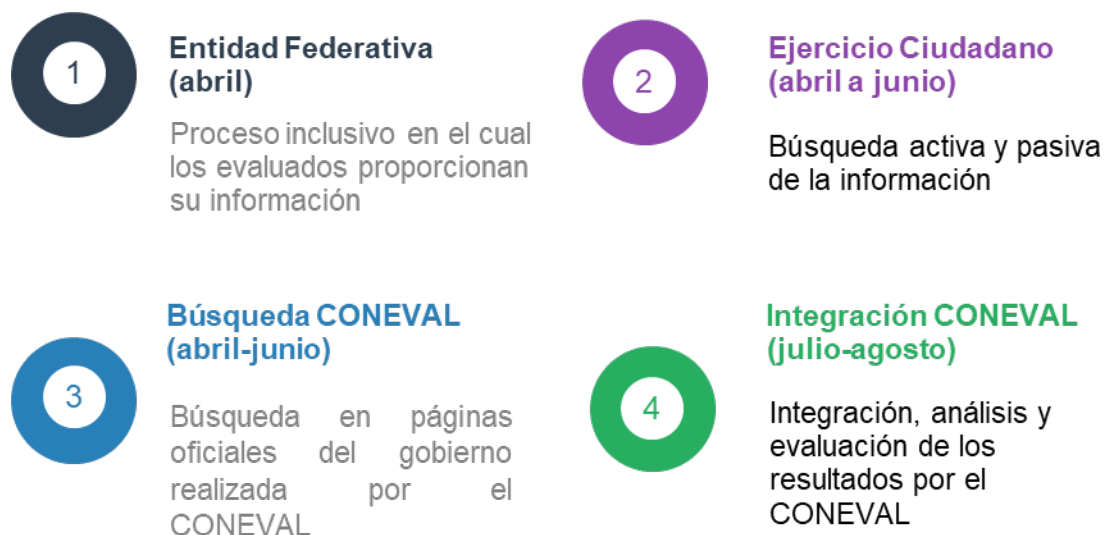 1
Entidad Federativa
(abril)
Proceso inclusivo en el cual
los evaluados proporcionan
su información
2
Ejercicio Ciudadano
(abril a junio)
Búsqueda activa y pasiva
de la información
3
Búsqueda CONEVAL
(abril-junio)
Búsqueda en páginas
oficiales del gobierno
realizada por el
CONEVAL
4
Integración CONEVAL
(julio-agosto)
Integración, análisis y
evaluación de los
resultados por el
CONEVAL